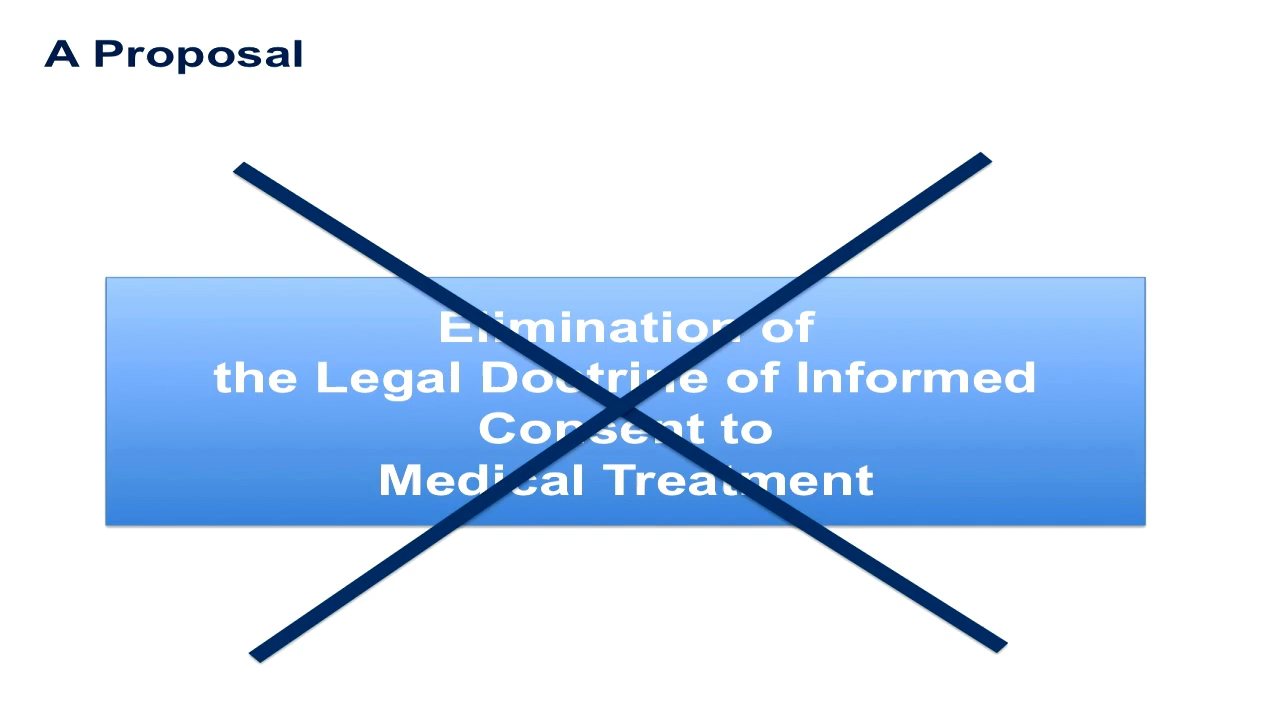 A Proposal
Elimination of
the Legal Doctrine of Informed
Consent to
Medical Treatment